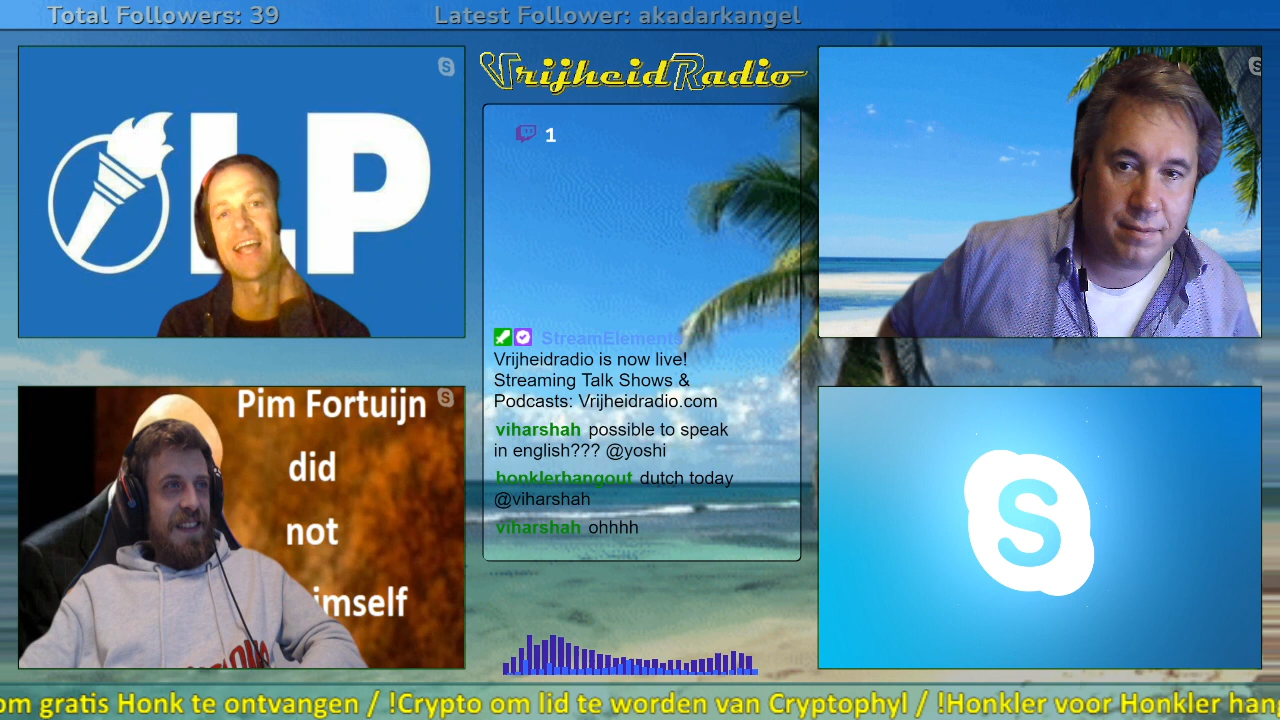 Total Followers: 39
Latest Follower: akadarkangel
VrijheidRadio
LP
1
StreamElements
Vrijheidradio is now live!
Streaming Talk Shows &
Podcasts: Vrijheidradio.com
viharshah possible to speak
in english??? @yoshi
honklerhangout dutch today
@viharshah
viharshah ohhhh
Pim Fortuijn
did
not
imself
S
om gratis Honk te ontvangen / !Crypto om lid te worden van Cryptophyl / !Honkler voor Honkler han